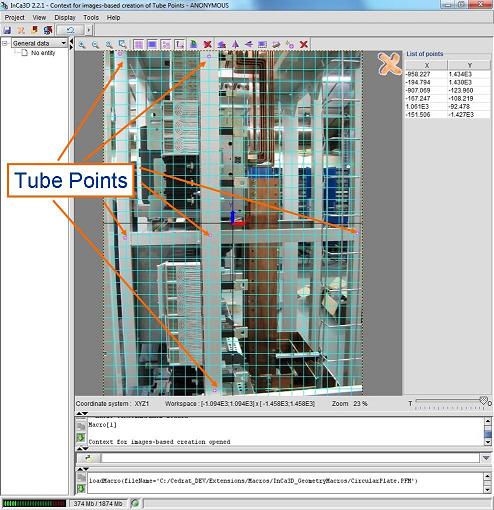 InCa3D 2.2.1 - Context for images-based creation of Tube Points - ANONYMOUS
Project View Display Tools Help
General data
No entity
List of points
X Y
-958.227 1.434E3
-194.794 1.430E3
-907.069 -123.960
-167.247 -108.219
1.061E3 -92.478
-151.506 -1.427E3
Tube Points
Coordinate system : XYZ1 Workspace : [-1.094E3;1.094E3] x [-1.458E3;1.458E3] Zoom 23 % T O
Macro[1]
Context for images-based creation opened
loadMacro(fileName="C:/Cedrat_DEV/Extensions/Macros/InCa3D_GeometryMacros/CircularPlate.PFM")
374 Mb / 1874 Mb